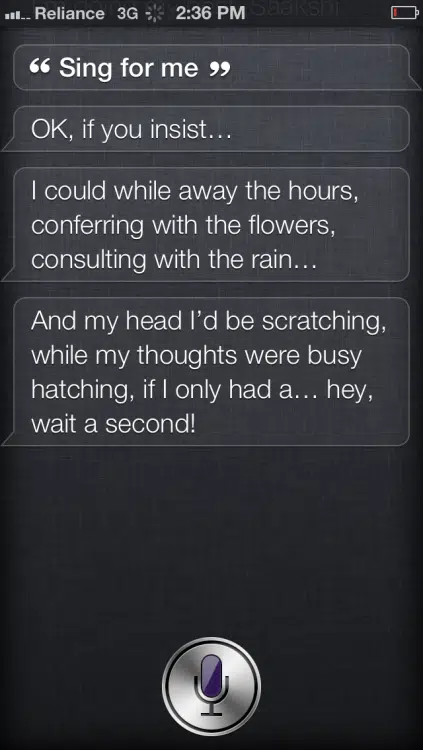 Saakshi
Reliance 3G 2:36 PM
“ Sing for me ”
OK, if you insist…
I could while away the hours,
conferring with the flowers,
consulting with the rain…
And my head I’d be scratching,
while my thoughts were busy
hatching, if I only had a… hey,
wait a second!